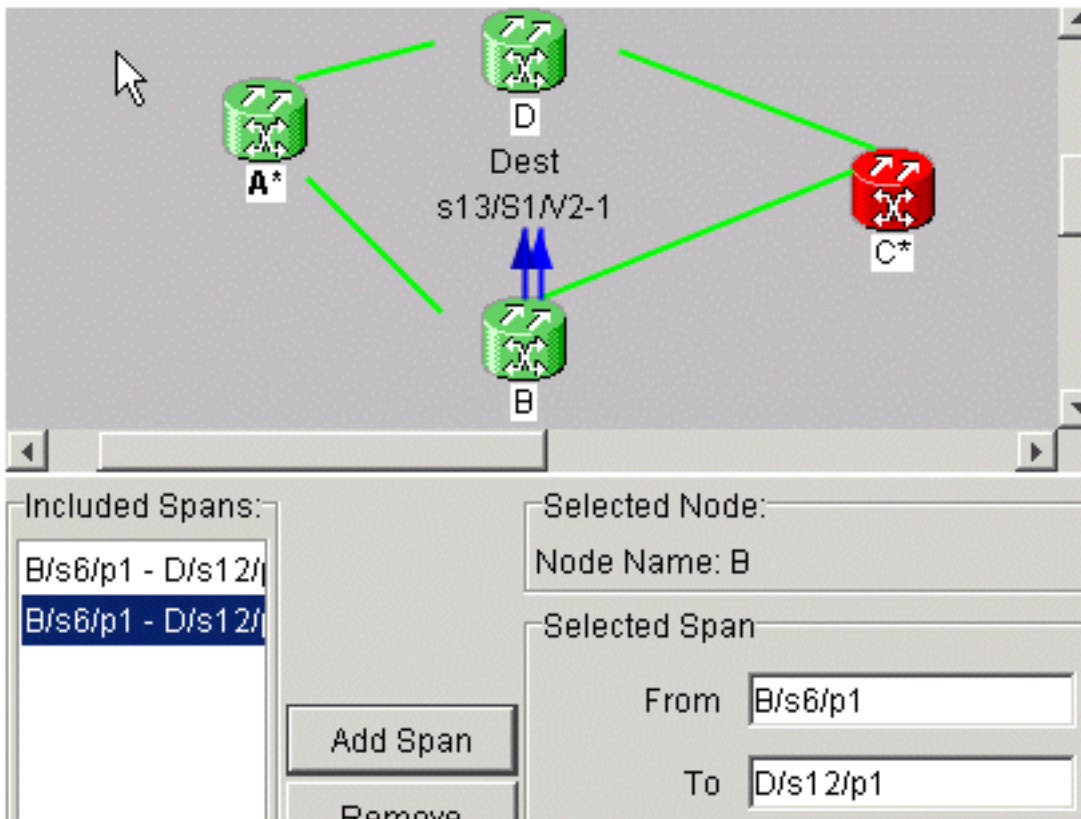 D
A*
Dest
s13/S1/V2-1
C*
B
Included Spans:
B/s6/p1 - D/s12/
B/s6/p1 - D/s12/
Add Span
Remove
Selected Node:
Node Name: B
Selected Span
From B/s6/p1
To D/s12/p1